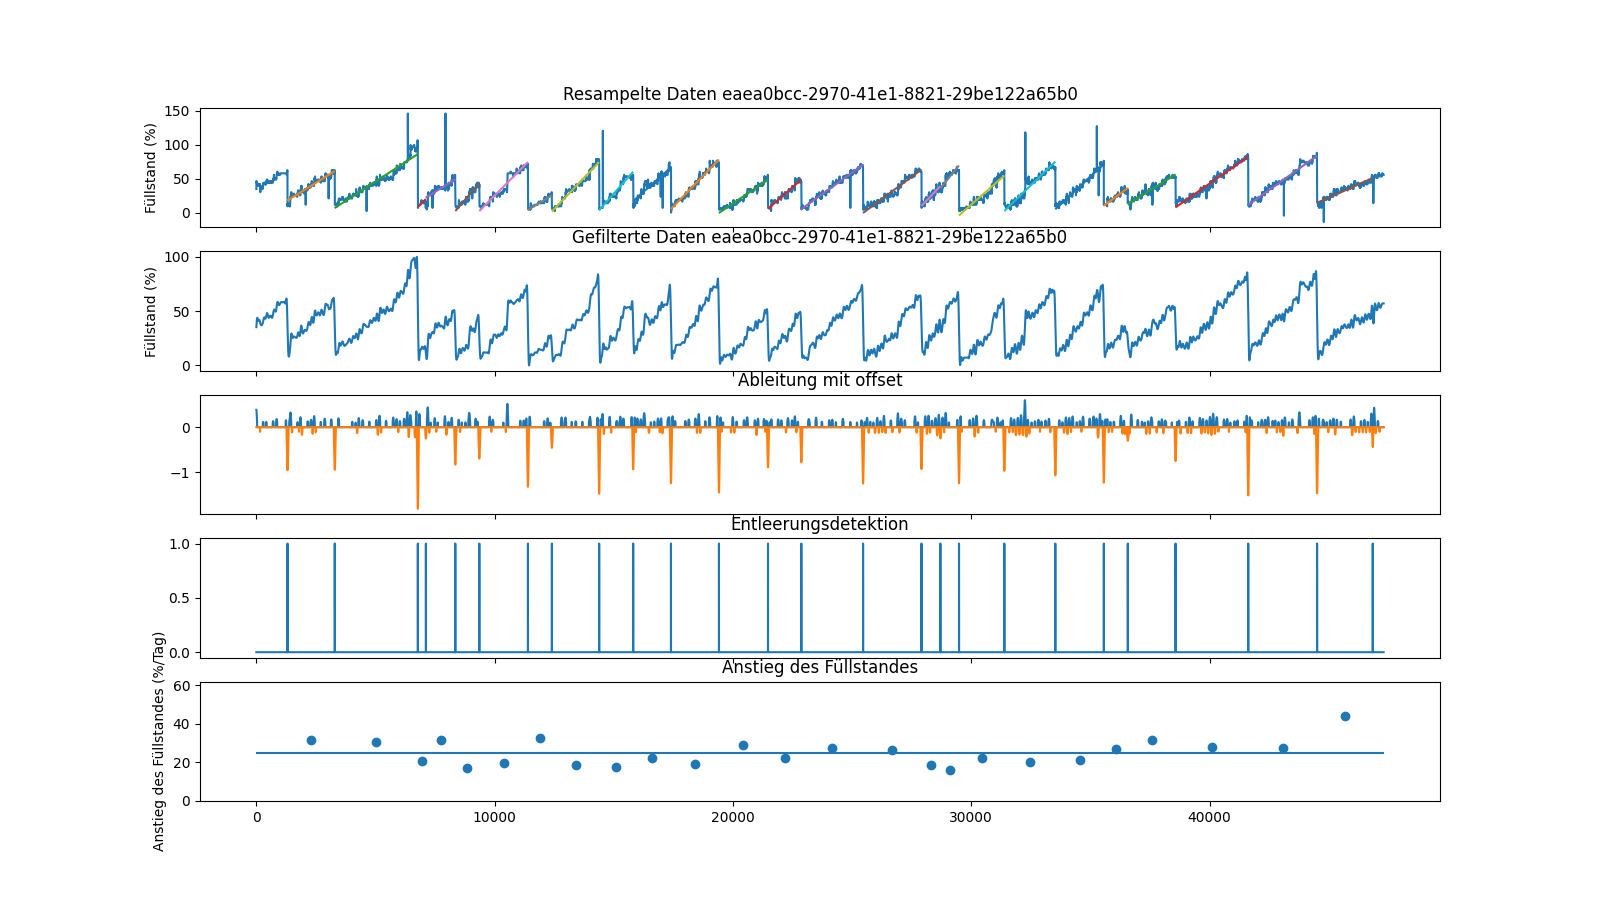 Resampelte Daten eaea0bcc-2970-41e1-8821-29be122a65b0
Füllstand (%)
150
100
50
0
Gefilterte Daten eaea0bcc-2970-41e1-8821-29be122a65b0
Füllstand (%)
100
50
0
Ableitung mit offset
0
−1
Entleerungsdetektion
1.0
0.5
0.0
Anstieg des Füllstandes
Anstieg des Füllstandes (%/Tag)
60
40
20
0
0 10000 20000 30000 40000